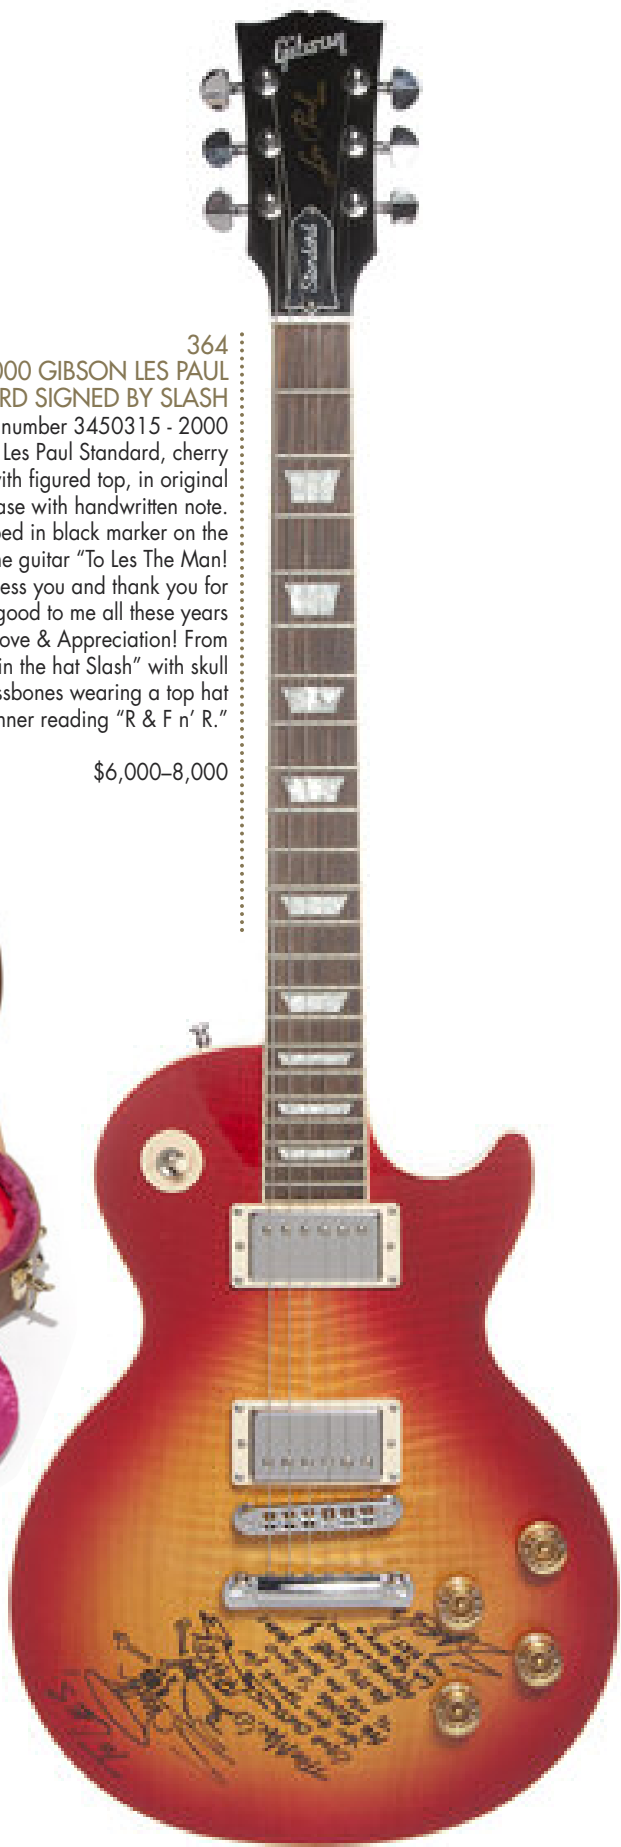 Gibson
Les Paul
Standard
364
000 GIBSON LES PAUL
RD SIGNED BY SLASH
number 3450315 - 2000
Les Paul Standard, cherry
ith figured top, in original
ase with handwritten note.
ed in black marker on the
e guitar “To Les The Man!
ess you and thank you for
good to me all these years
ove & Appreciation! From
in the hat Slash” with skull
ssbones wearing a top hat
nner reading “R & F n’ R.”
$6,000–8,000